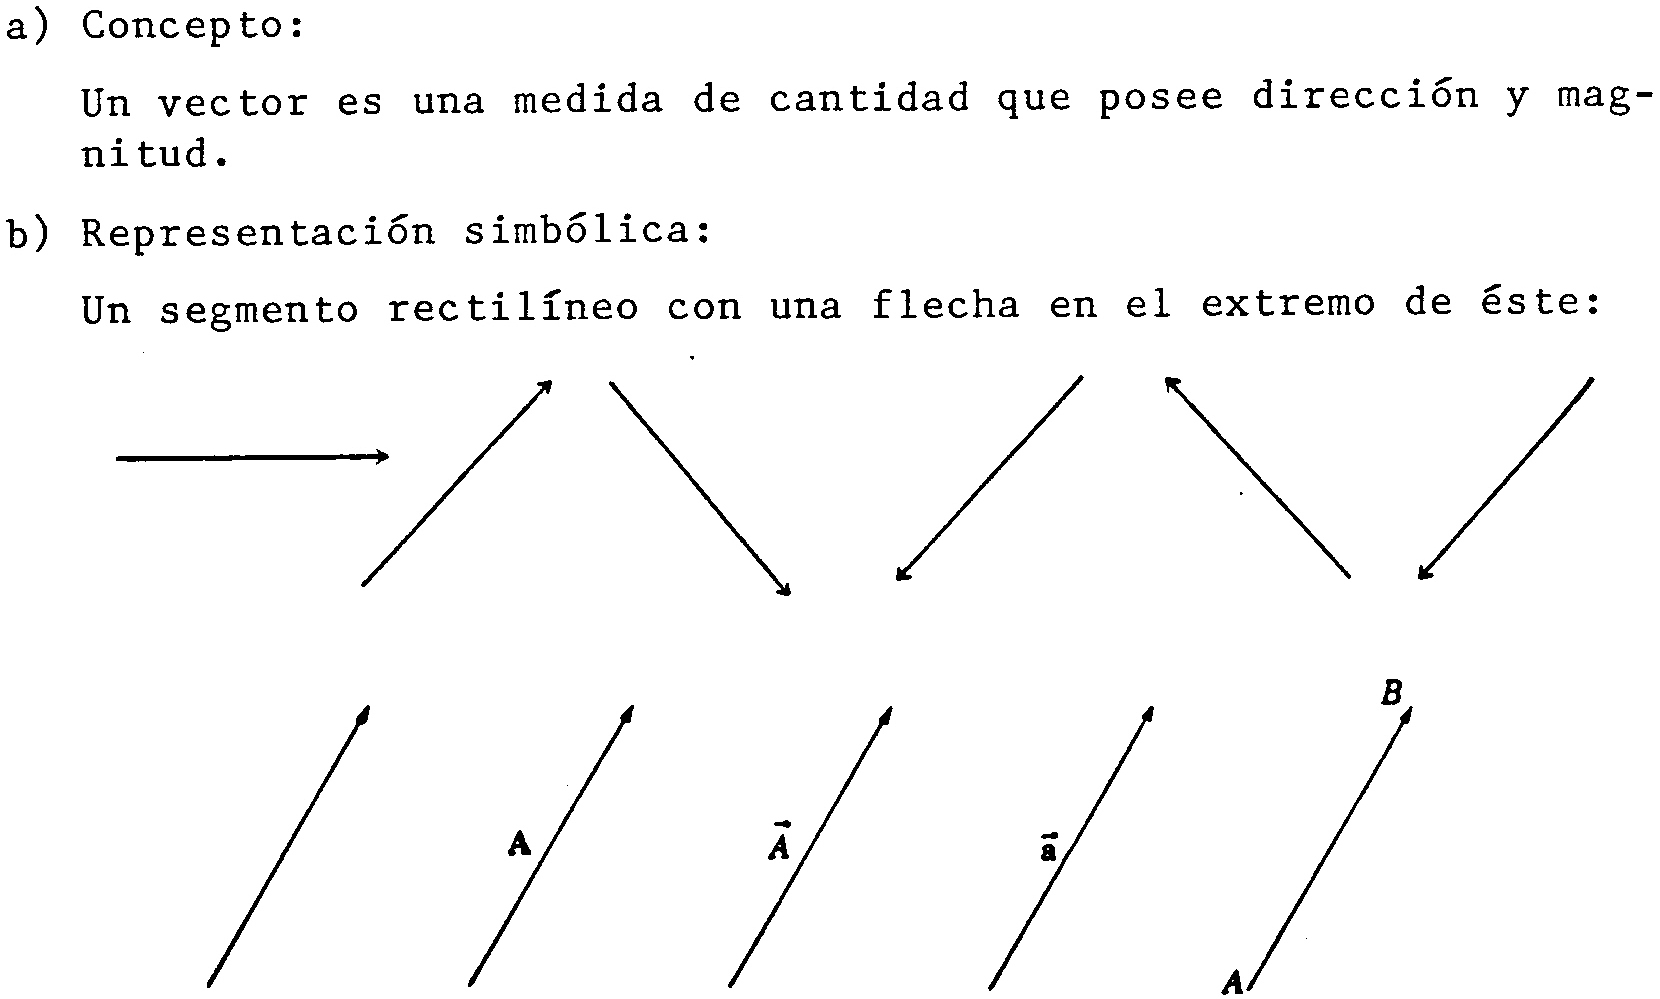 a) Concepto:
Un vector es una medida de cantidad que posee dirección y mag-
nitud.
b) Representación simbólica:
Un segmento rectilíneo con una flecha en el extremo de éste:
B
A
A⃗
a⃗
A